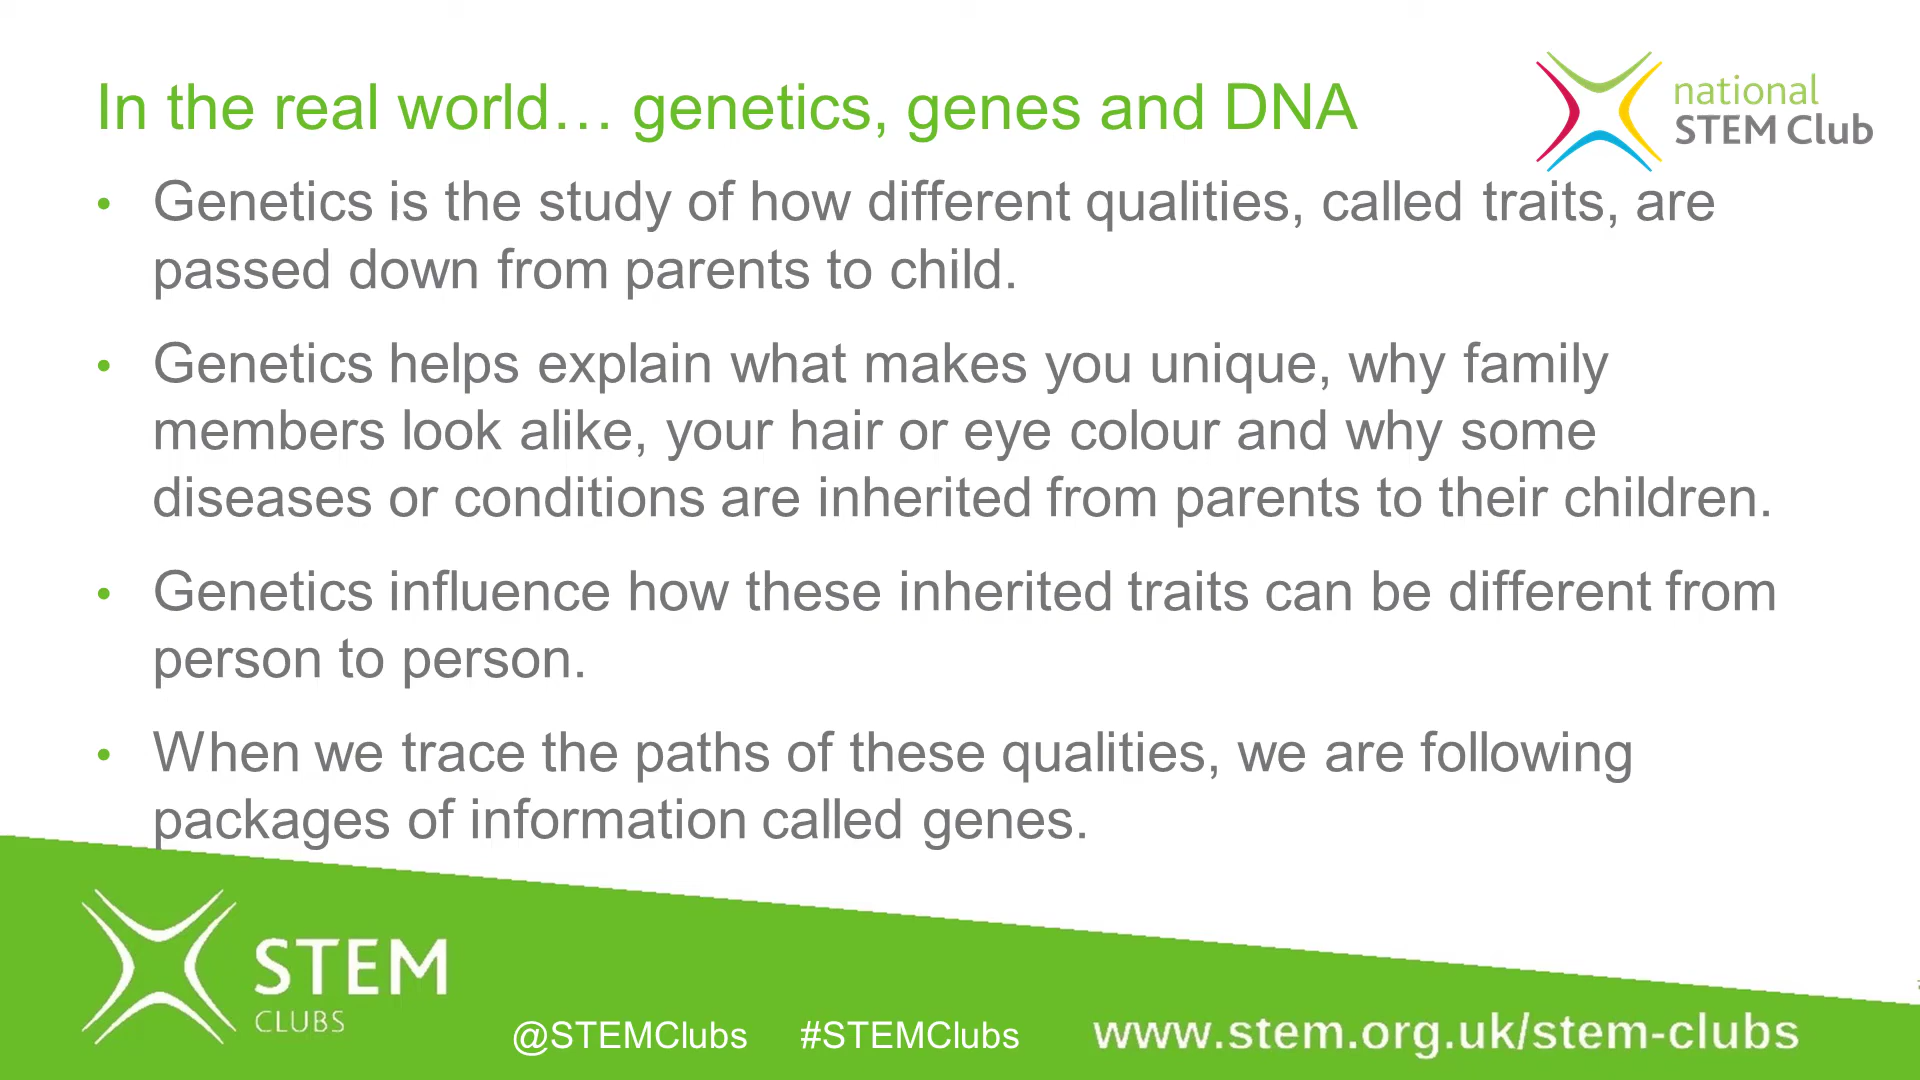 In the real world… genetics, genes and DNA
national
STEM Club
• Genetics is the study of how different qualities, called traits, are
passed down from parents to child.
• Genetics helps explain what makes you unique, why family
members look alike, your hair or eye colour and why some
diseases or conditions are inherited from parents to their children.
• Genetics influence how these inherited traits can be different from
person to person.
• When we trace the paths of these qualities, we are following
packages of information called genes.
STEM
CLUBS
@STEMClubs #STEMClubs www.stem.org.uk/stem-clubs